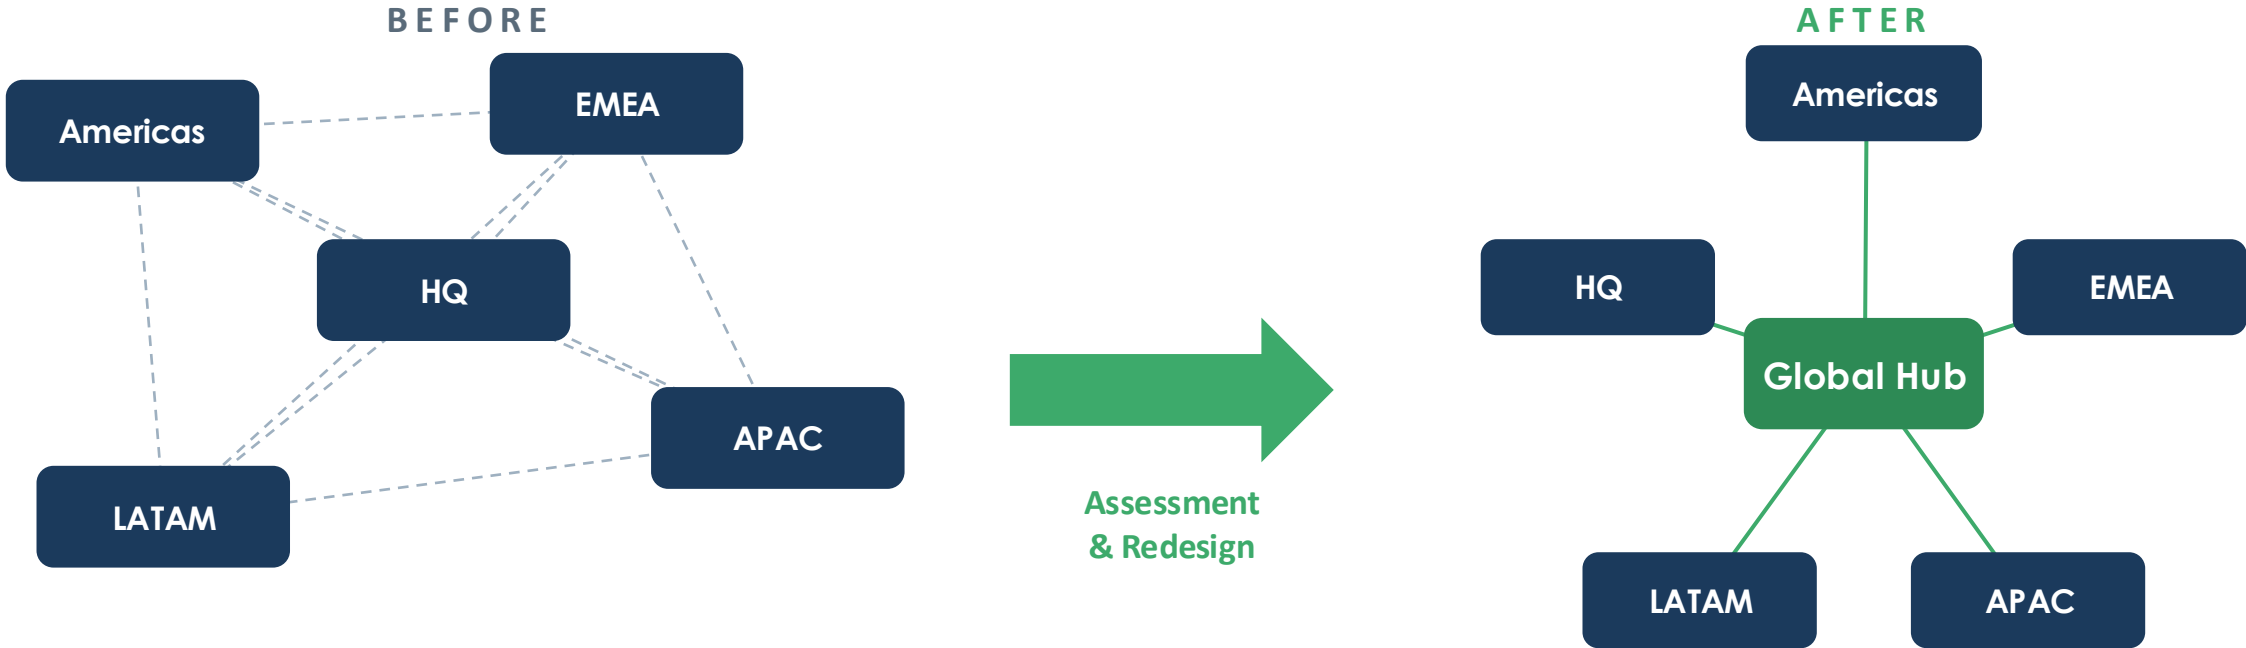 BEFORE
Americas
EMEA
HQ
APAC
LATAM
Assessment
& Redesign
AFTER
Americas
HQ
EMEA
Global Hub
LATAM
APAC